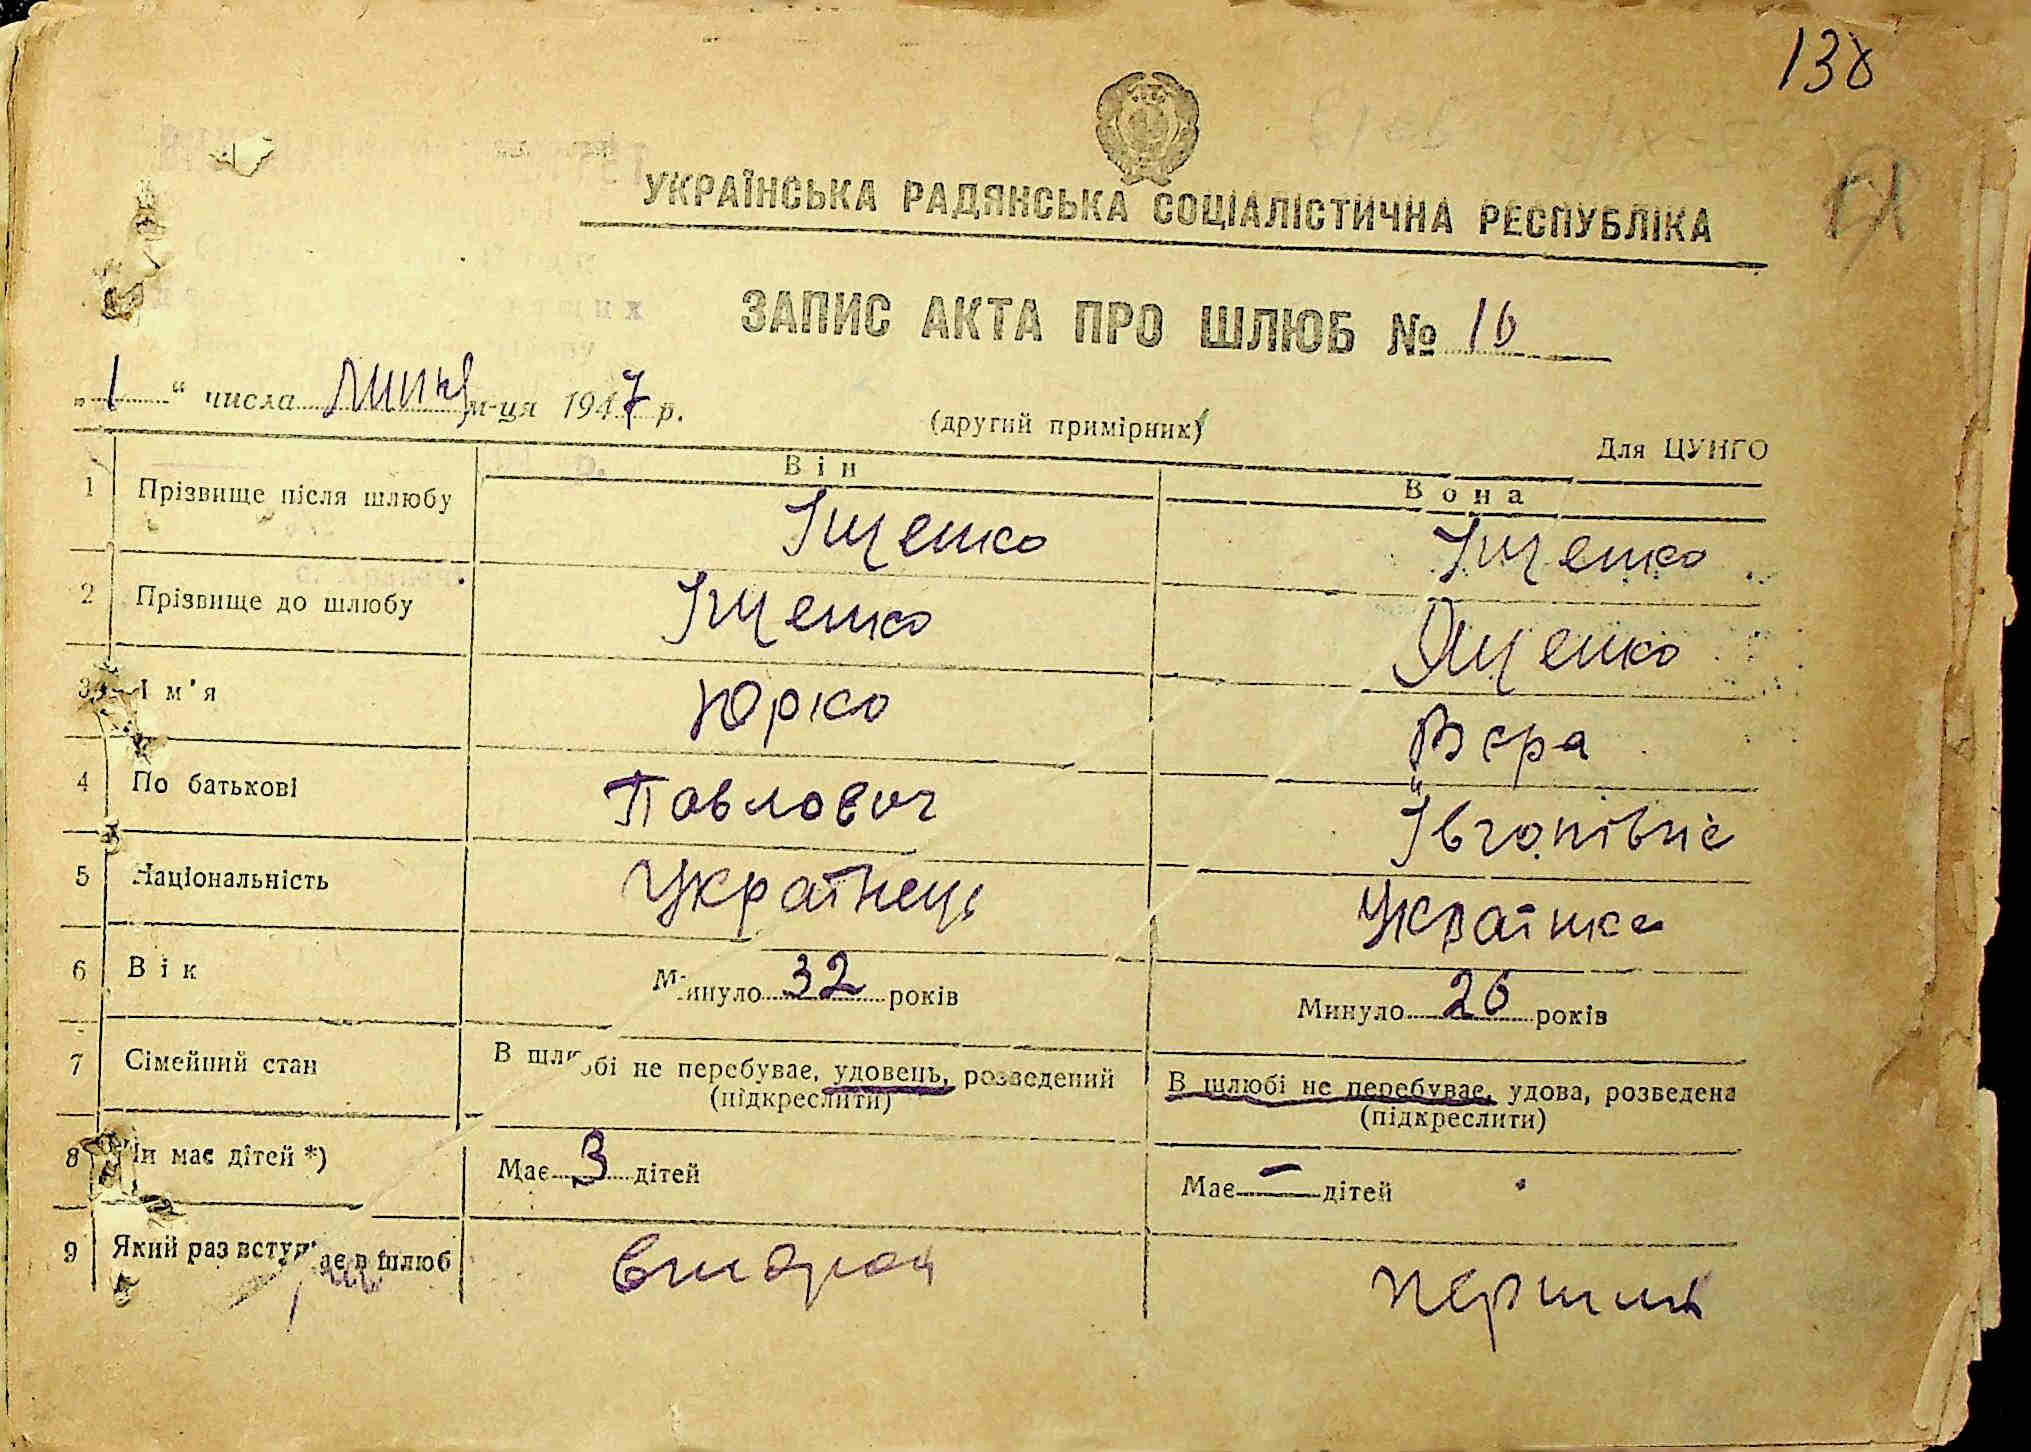 138
УКРАЇНСЬКА РАДЯНСЬКА СОЦІАЛІСТИЧНА РЕСПУБЛІКА
ЗАПИС АКТА ПРО ШЛЮБ № 16
„1“ числа липня м-ця 1947 р.
(другий примірник)
Для ЦУНГО
Він
Вона
1 Прізвище після шлюбу Іщенко Іщенко
2 Прізвище до шлюбу Іщенко Ященко
3 Ім'я Юрко Вєра
4 По батькові Павлович
5 Національність Українець Українка
6 Вік Минуло 32 років Минуло 26 років
7 Сімейний стан В шлюбі не перебуває, удовець, розведений В шлюбі не перебуває, удова, розведена
(підкреслити) (підкреслити)
8 Чи має дітей *) Має 3 дітей Має — дітей
9 Який раз вступає в шлюб первий